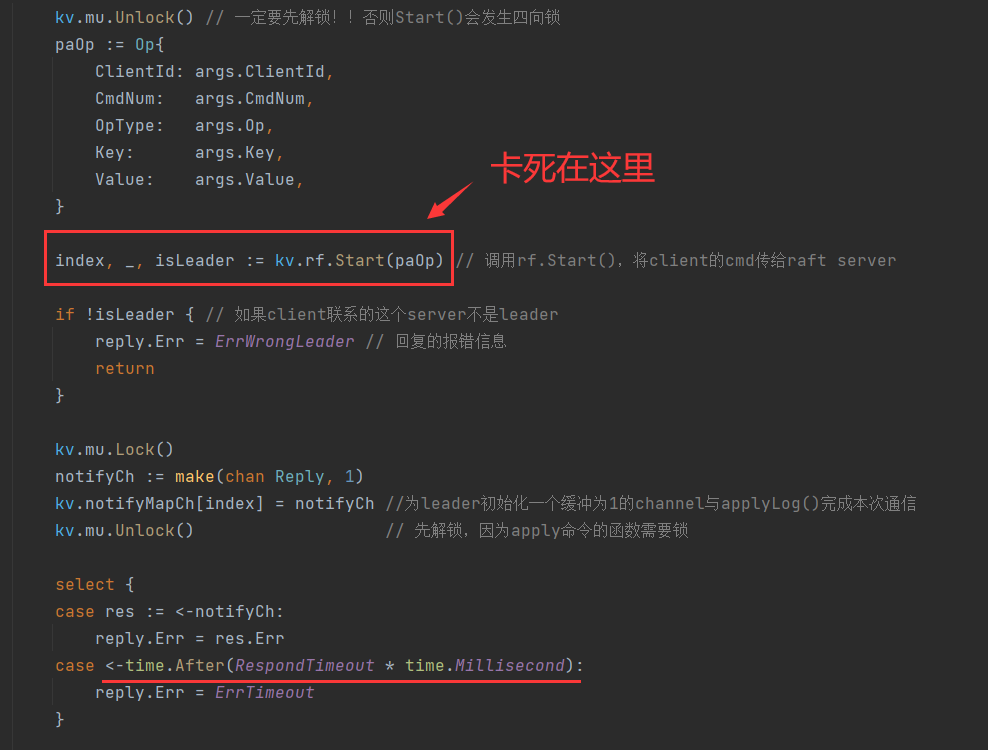 kv.mu.Unlock() // 一定要先解锁！！否则Start()会发生四向锁
paOp := Op{
ClientId: args.ClientId,
CmdNum: args.CmdNum,
OpType: args.Op,
Key: args.Key,
Value: args.Value,
}
卡死在这里
index, _, isLeader := kv.rf.Start(paOp) // 调用rf.Start()，将client的cmd传给raft server
if !isLeader { // 如果client联系的这个server不是leader
reply.Err = ErrWrongLeader // 回复的报错信息
return
}
kv.mu.Lock()
notifyCh := make(chan Reply, 1)
kv.notifyMapCh[index] = notifyCh //为leader初始化一个缓冲为1的channel与applyLog()完成本次通信
kv.mu.Unlock() // 先解锁，因为apply命令的函数需要锁
select {
case res := <-notifyCh:
reply.Err = res.Err
case <-time.After(RespondTimeout * time.Millisecond):
reply.Err = ErrTimeout
}